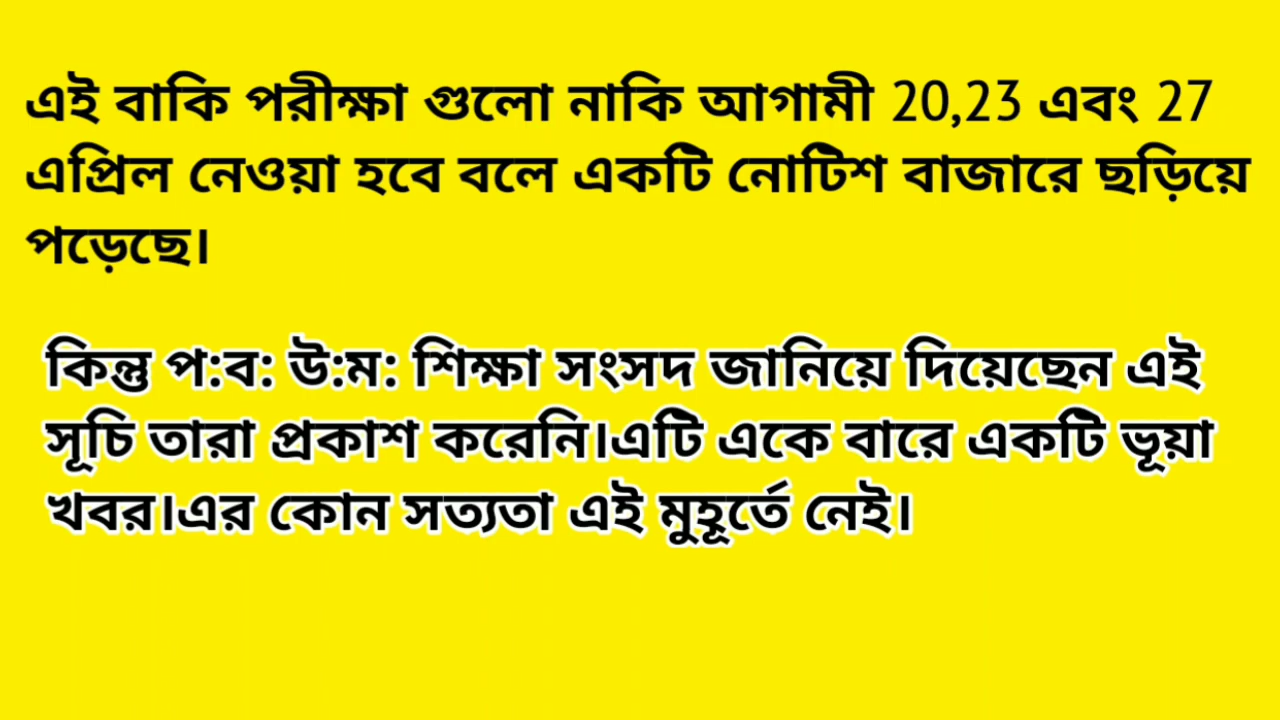 এই বাকি পরীক্ষা গুলো নাকি আগামী 20,23 এবং 27
এপ্রিল নেওয়া হবে বলে একটি নোটিশ বাজারে ছড়িয়ে
পড়েছে।
কিন্তু প:ব: উ:ম: শিক্ষা সংসদ জানিয়ে দিয়েছেন এই
সূচি তারা প্রকাশ করেনি।এটি একে বারে একটি ভূয়া
খবর।এর কোন সত্যতা এই মুহূর্তে নেই।